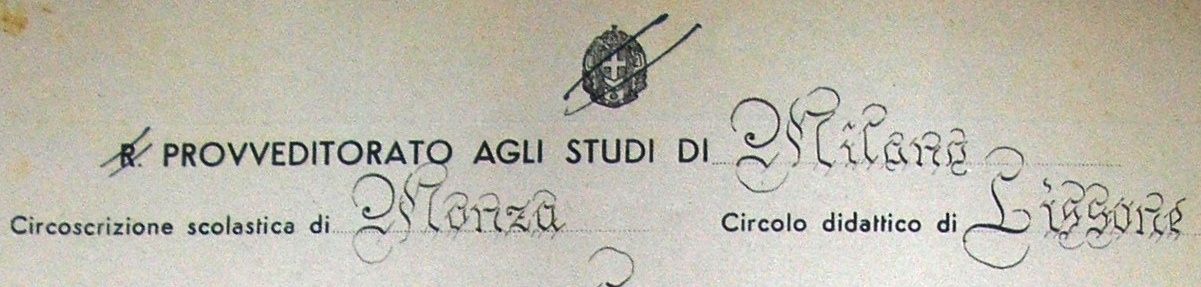 R. PROVVEDITORATO AGLI STUDI DI Milano
Circoscrizione scolastica di Monza Circolo didattico di Lissone